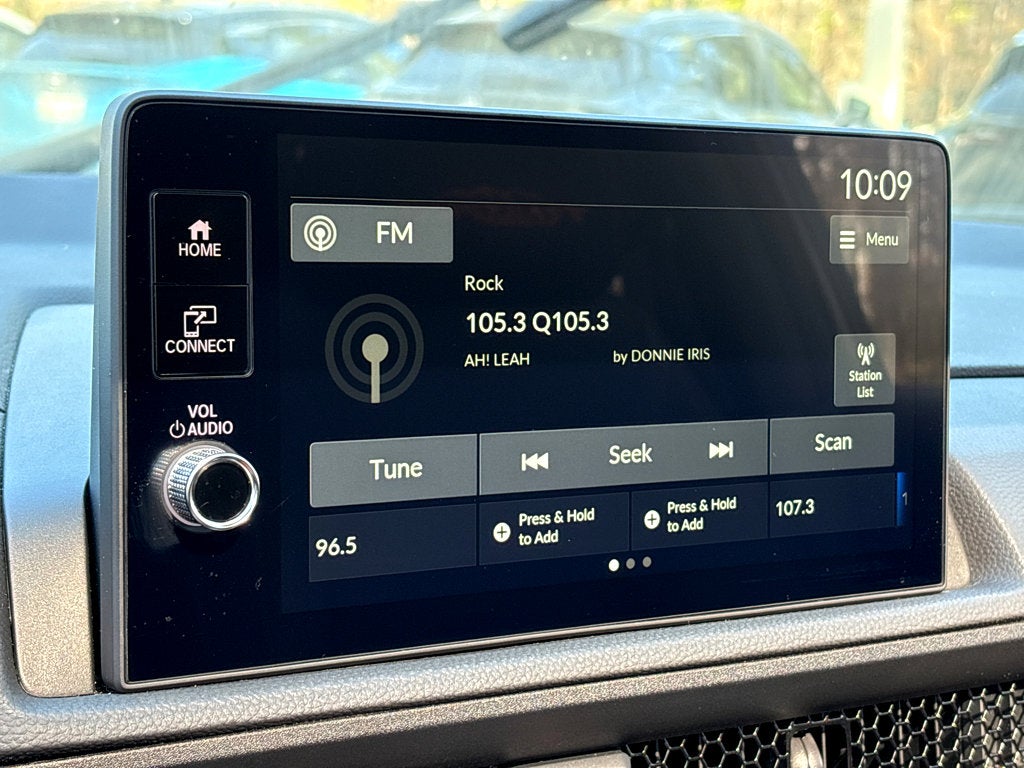 10:09
HOME
FM
Menu
CONNECT
Rock
105.3 Q105.3
AH! LEAH by DONNIE IRIS
Station
List
VOL
AUDIO
Tune
Seek
Scan
96.5
Press & Hold
to Add
Press & Hold
to Add
107.3
1